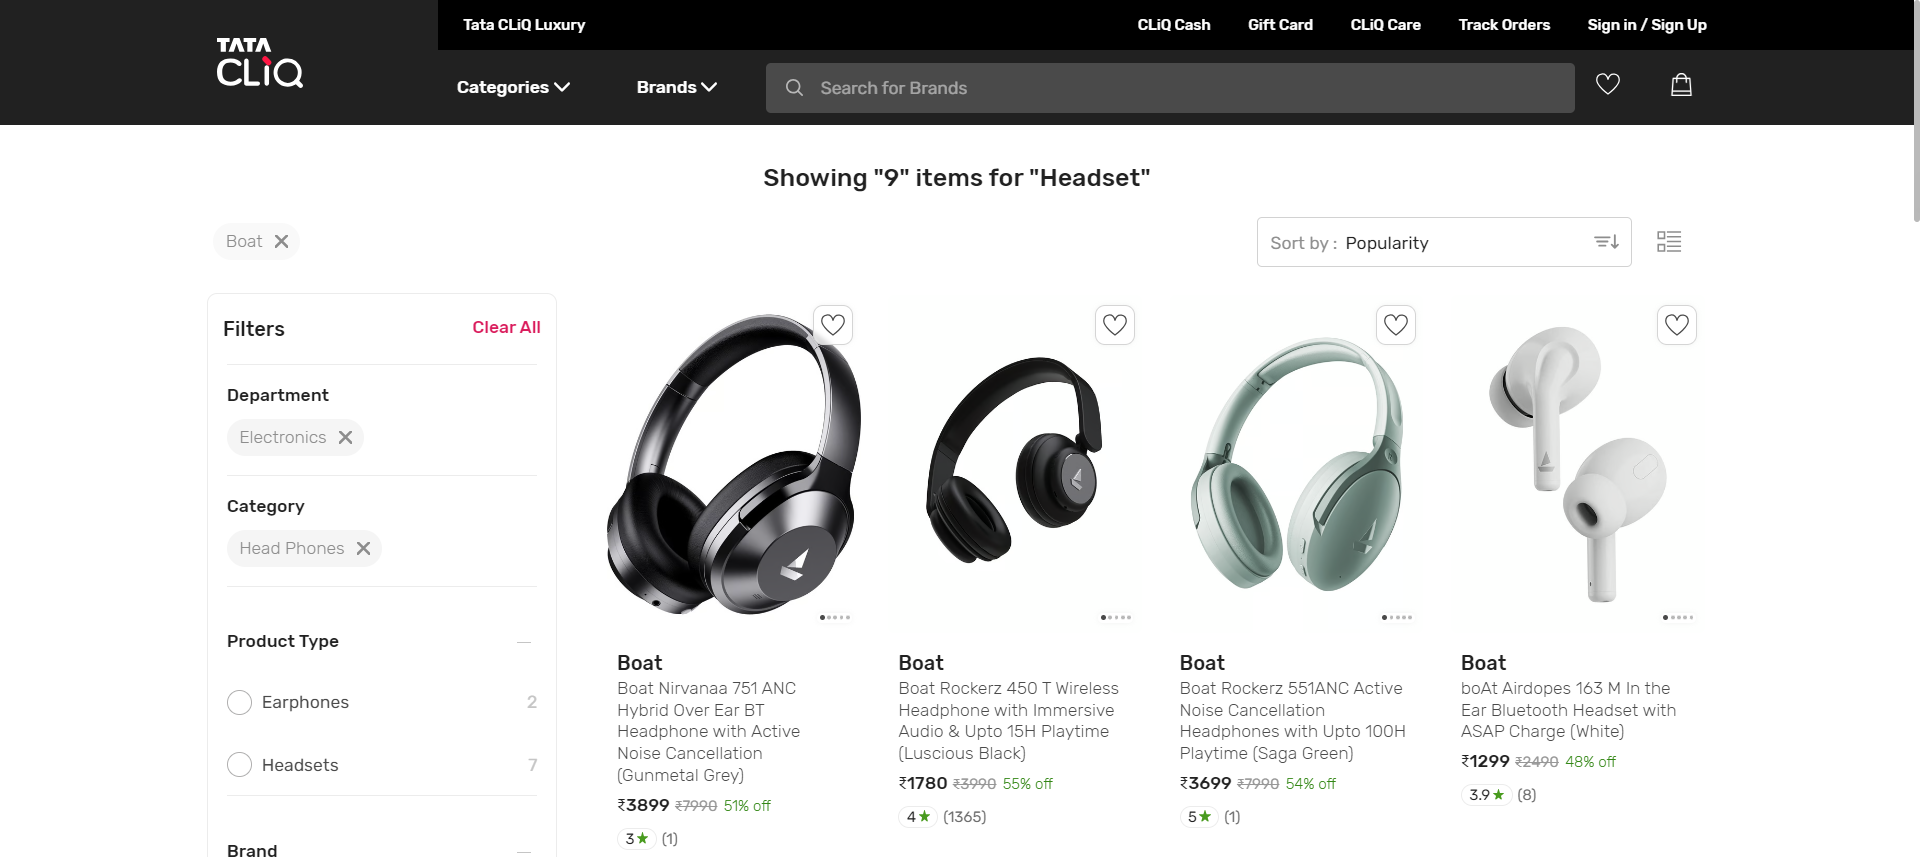 Tata CLiQ Luxury
CLiQ Cash
Gift Card
CLiQ Care
Track Orders
Sign in / Sign Up
TATA
CLiQ
Categories
Brands
Search for Brands
Showing "9" items for "Headset"
Boat
Sort by : Popularity
Filters
Clear All
Department
Electronics
Category
Head Phones
Product Type
Earphones 2
Headsets 7
Brand
Boat
Boat Nirvanaa 751 ANC
Hybrid Over Ear BT
Headphone with Active
Noise Cancellation
(Gunmetal Grey)
₹3899 ₹7990 51% off
3★ (1)
Boat
Boat Rockerz 450 T Wireless
Headphone with Immersive
Audio & Upto 15H Playtime
(Luscious Black)
₹1780 ₹3990 55% off
4★ (1365)
Boat
Boat Rockerz 551ANC Active
Noise Cancellation
Headphones with Upto 100H
Playtime (Saga Green)
₹3699 ₹7990 54% off
5★ (1)
Boat
boAt Airdopes 163 M In the
Ear Bluetooth Headset with
ASAP Charge (White)
₹1299 ₹2490 48% off
3.9★ (8)